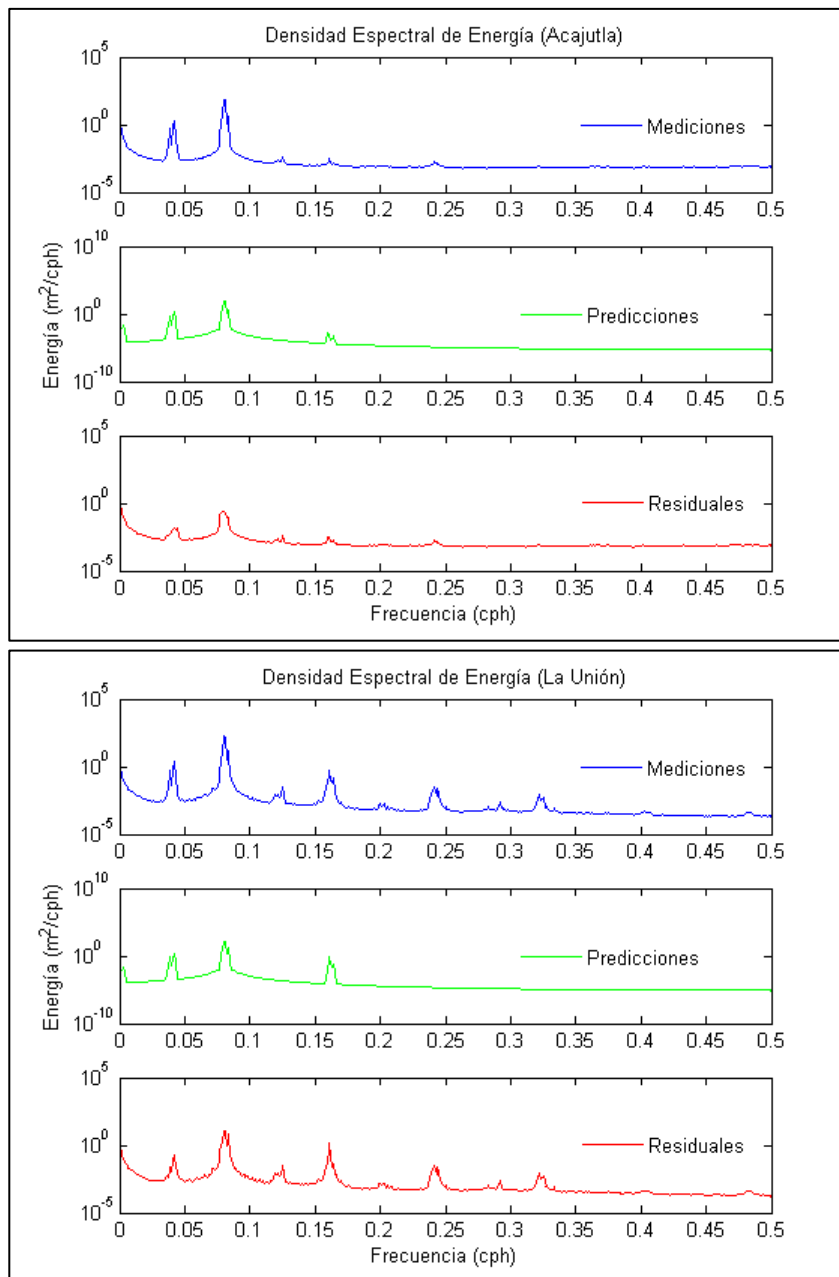 Densidad Espectral de Energía (Acajutla)
10^5
10^0
10^-5
Mediciones
0 0.05 0.1 0.15 0.2 0.25 0.3 0.35 0.4 0.45 0.5
10^10
10^0
10^-10
Predicciones
Energía (m^2/cph)
0 0.05 0.1 0.15 0.2 0.25 0.3 0.35 0.4 0.45 0.5
10^5
10^0
10^-5
Residuales
0 0.05 0.1 0.15 0.2 0.25 0.3 0.35 0.4 0.45 0.5
Frecuencia (cph)
Densidad Espectral de Energía (La Unión)
10^5
10^0
10^-5
Mediciones
0 0.05 0.1 0.15 0.2 0.25 0.3 0.35 0.4 0.45 0.5
10^10
10^0
10^-10
Predicciones
Energía (m^2/cph)
0 0.05 0.1 0.15 0.2 0.25 0.3 0.35 0.4 0.45 0.5
10^5
10^0
10^-5
Residuales
0 0.05 0.1 0.15 0.2 0.25 0.3 0.35 0.4 0.45 0.5
Frecuencia (cph)